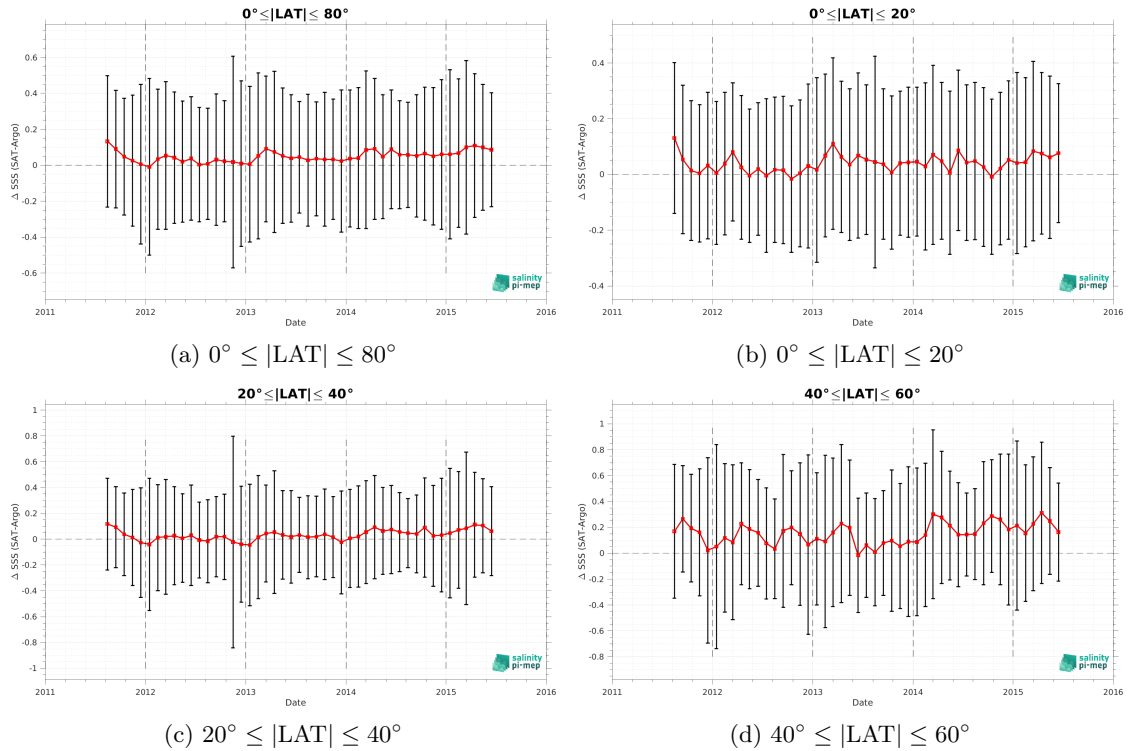 0°≤|LAT|≤ 80°
0.6
0.4
0.2
0
-0.2
-0.4
-0.6
Δ SSS (SAT-Argo)
2011
2012
2013
2014
2015
2016
Date
salinity
pi-mep
(a) 0° ≤ |LAT| ≤ 80°
0°≤|LAT|≤ 20°
0.4
0.2
0
-0.2
-0.4
Δ SSS (SAT-Argo)
2011
2012
2013
2014
2015
2016
Date
salinity
pi-mep
(b) 0° ≤ |LAT| ≤ 20°
20°≤|LAT|≤ 40°
1
0.8
0.6
0.4
0.2
0
-0.2
-0.4
-0.6
-0.8
-1
Δ SSS (SAT-Argo)
2011
2012
2013
2014
2015
2016
Date
salinity
pi-mep
(c) 20° ≤ |LAT| ≤ 40°
40°≤|LAT|≤ 60°
1
0.8
0.6
0.4
0.2
0
-0.2
-0.4
-0.6
-0.8
Δ SSS (SAT-Argo)
2011
2012
2013
2014
2015
2016
Date
salinity
pi-mep
(d) 40° ≤ |LAT| ≤ 60°